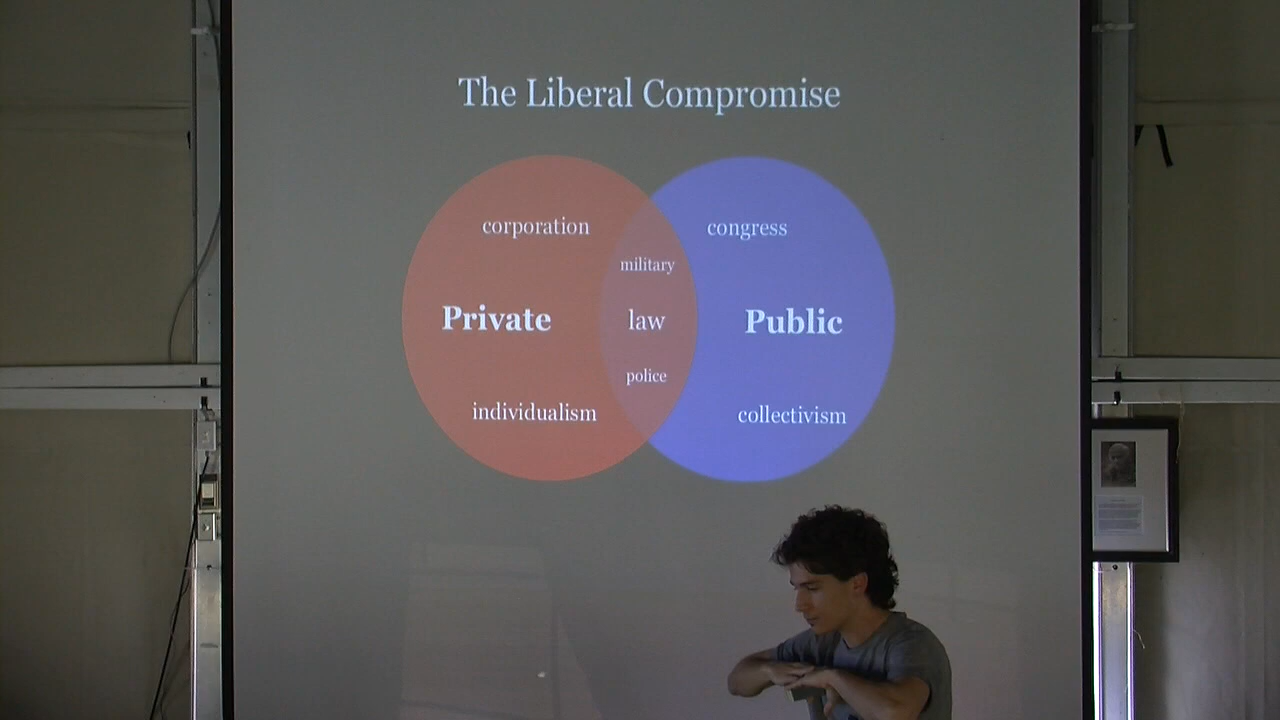 The Liberal Compromise
corporation
congress
military
Private
law
Public
police
individualism
collectivism